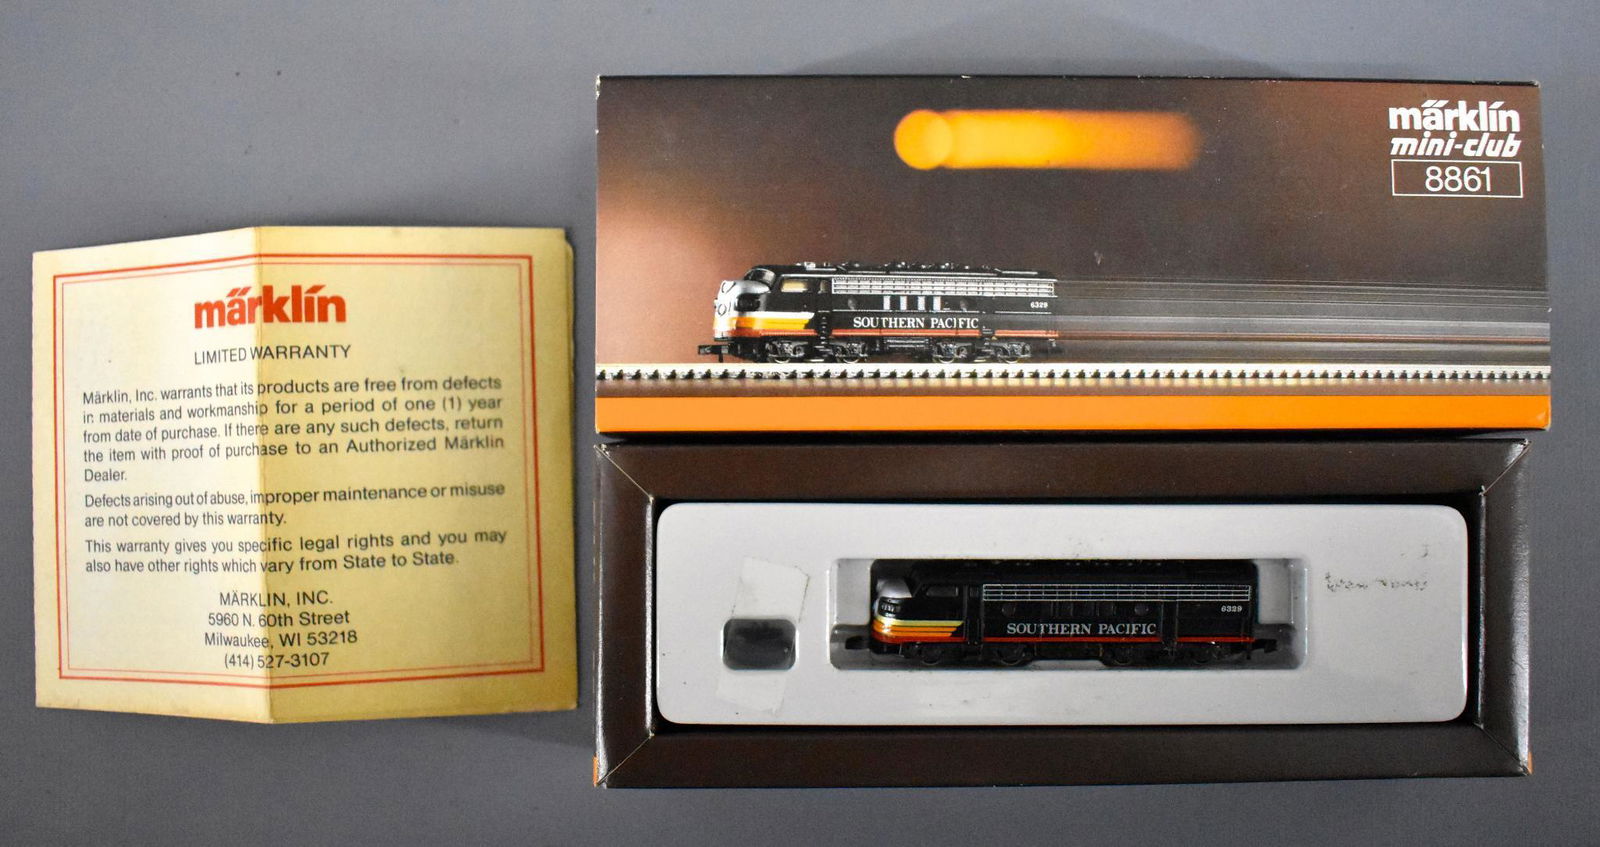 märklín
LIMITED WARRANTY
Märklin, Inc. warrants that its products are free from defects
in materials and workmanship for a period of one (1) year
from date of purchase. If there are any such defects, return
the item with proof of purchase to an Authorized Märklin
Dealer.
Defects arising out of abuse, improper maintenance or misuse
are not covered by this warranty.
This warranty gives you specific legal rights and you may
also have other rights which vary from State to State.
MÄRKLIN, INC.
5960 N. 60th Street
Milwaukee, WI 53218
(414) 527-3107
märklín
mini-club
8861
6329
SOUTHERN PACIFIC
6329
SOUTHERN PACIFIC